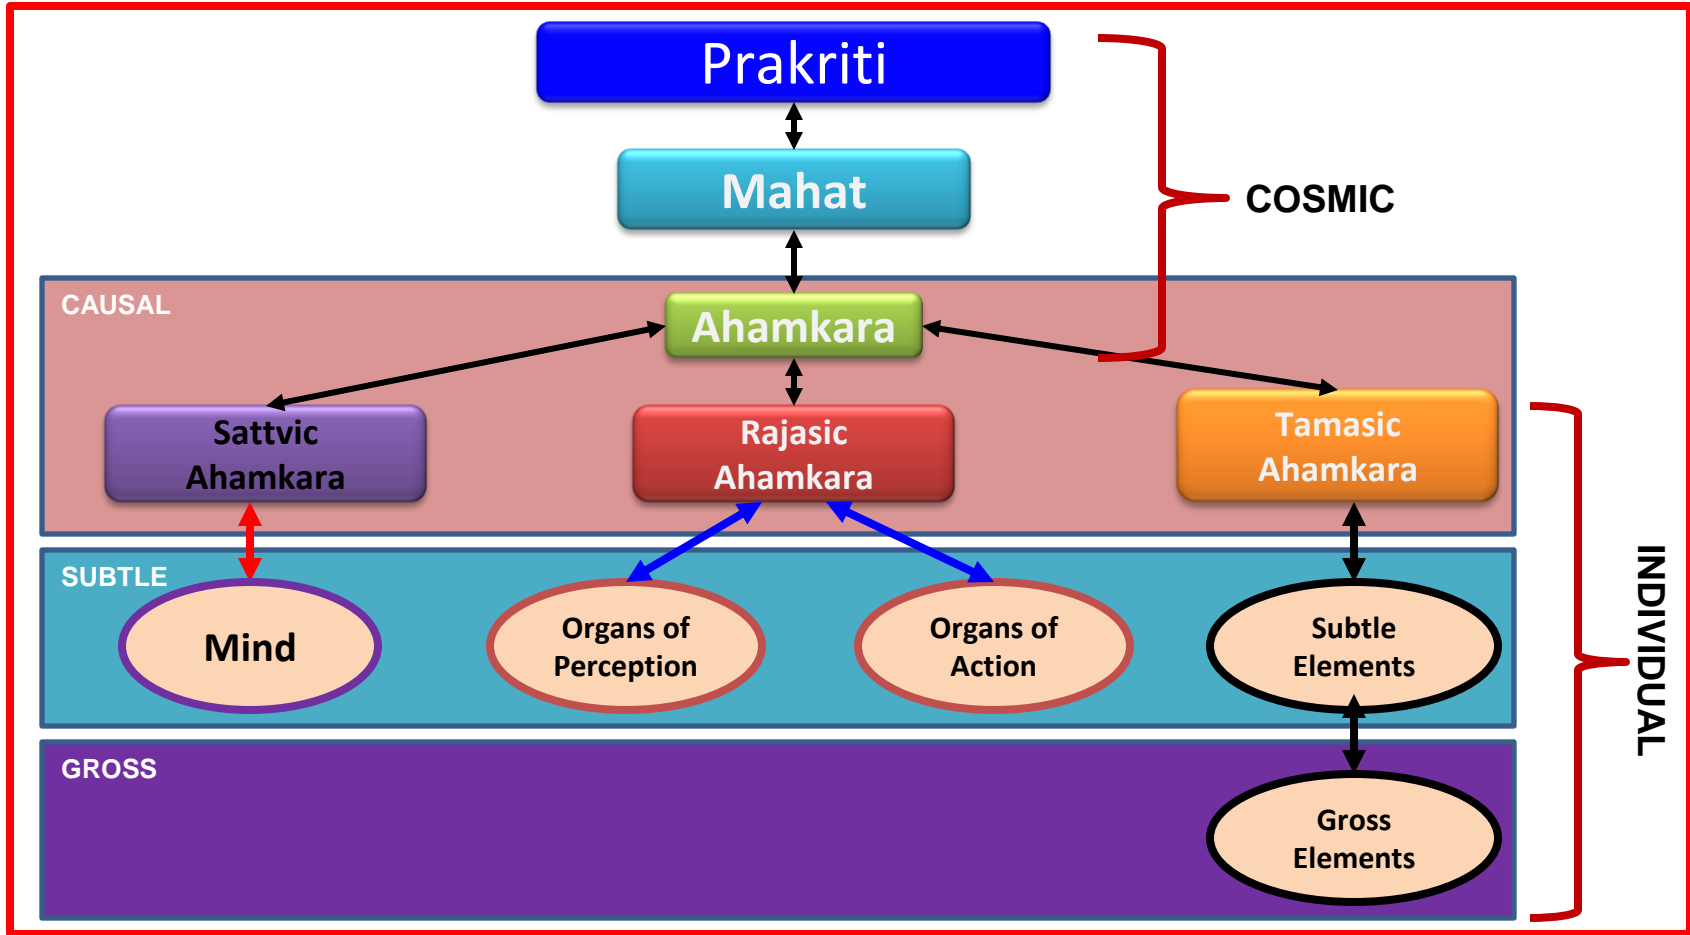 Prakriti
Mahat
COSMIC
CAUSAL
Ahamkara
Sattvic
Ahamkara
Rajasic
Ahamkara
Tamasic
Ahamkara
SUBTLE
Mind
Organs of
Perception
Organs of
Action
Subtle
Elements
INDIVIDUAL
GROSS
Gross
Elements